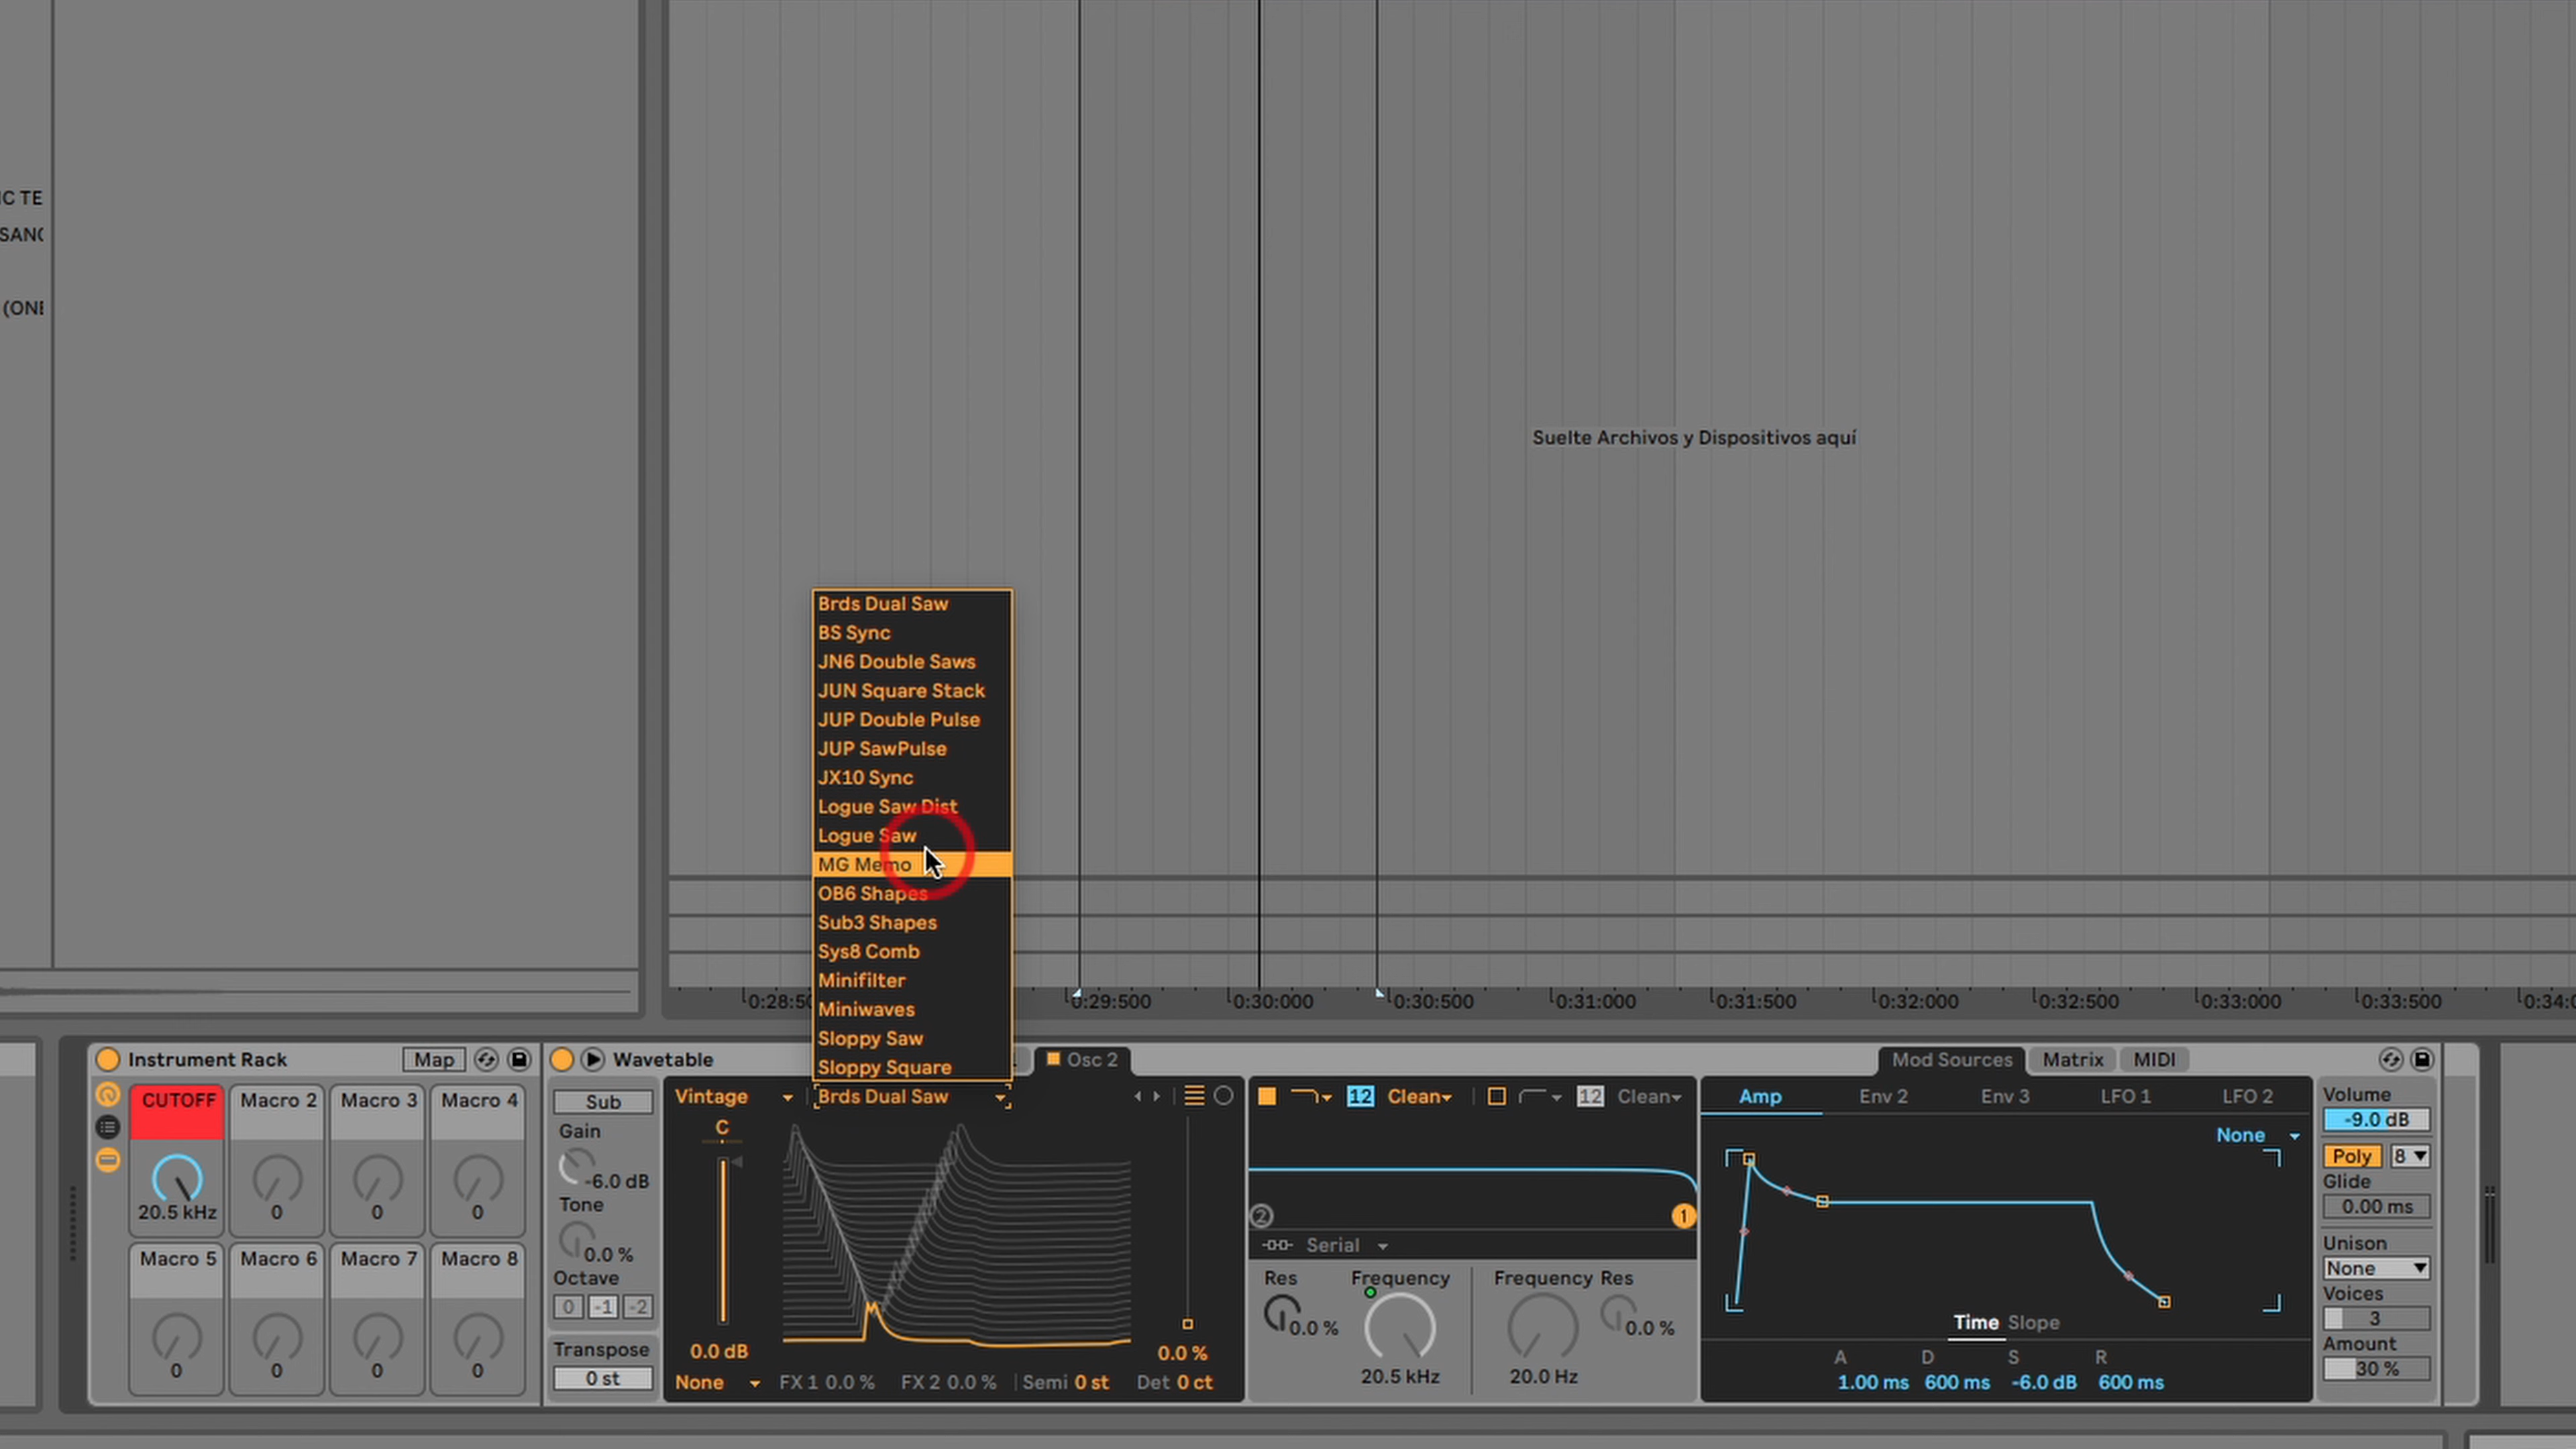 IC TE
SAN
(ONE
Suelte Archivos y Dispositivos aquí
Brds Dual Saw
BS Sync
JN6 Double Saws
JUN Square Stack
JUP Double Pulse
JUP SawPulse
JX10 Sync
Logue Saw Dist
Logue Saw
MG Memo
OB6 Shapes
Sub3 Shapes
Sys8 Comb
Minifilter
Miniwaves
Sloppy Saw
Sloppy Square
0:28:50
0:29:500
0:30:000
0:30:500
0:31:000
0:31:500
0:32:000
0:32:500
0:33:000
0:33:500
0:34:0
Instrument Rack
Map
Wavetable
Osc 2
Mod Sources
Matrix
MIDI
CUTOFF
Macro 2
Macro 3
Macro 4
20.5 kHz
0
0
0
Macro 5
Macro 6
Macro 7
Macro 8
0
0
0
0
Sub
Gain
-6.0 dB
Tone
0.0 %
Octave
0 -1 -2
Transpose
0 st
Vintage
Brds Dual Saw
C
0.0 dB
0.0 %
None
FX 1 0.0 %
FX 2 0.0 %
Semi 0 st
Det 0 ct
12 Clean
12 Clean
2
1
Serial
Res
Frequency
Frequency Res
0.0 %
0.0 %
20.5 kHz
20.0 Hz
Amp
Env 2
Env 3
LFO 1
LFO 2
None
Time Slope
A D S R
1.00 ms 600 ms -6.0 dB 600 ms
Volume
-9.0 dB
Poly 8
Glide
0.00 ms
Unison
None
Voices
3
Amount
30 %